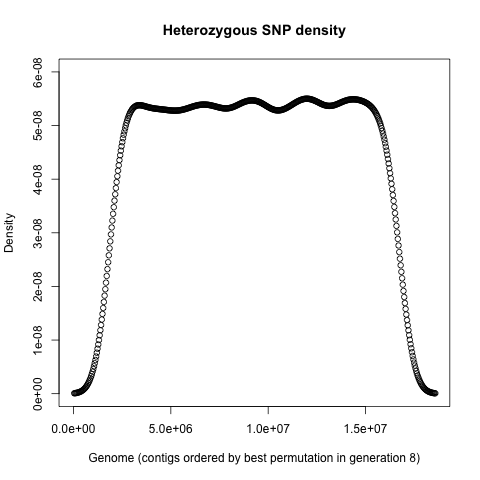 Heterozygous SNP density
Density
6e-08
5e-08
4e-08
3e-08
2e-08
1e-08
0e+00
0.0e+00 5.0e+06 1.0e+07 1.5e+07
Genome (contigs ordered by best permutation in generation 8)